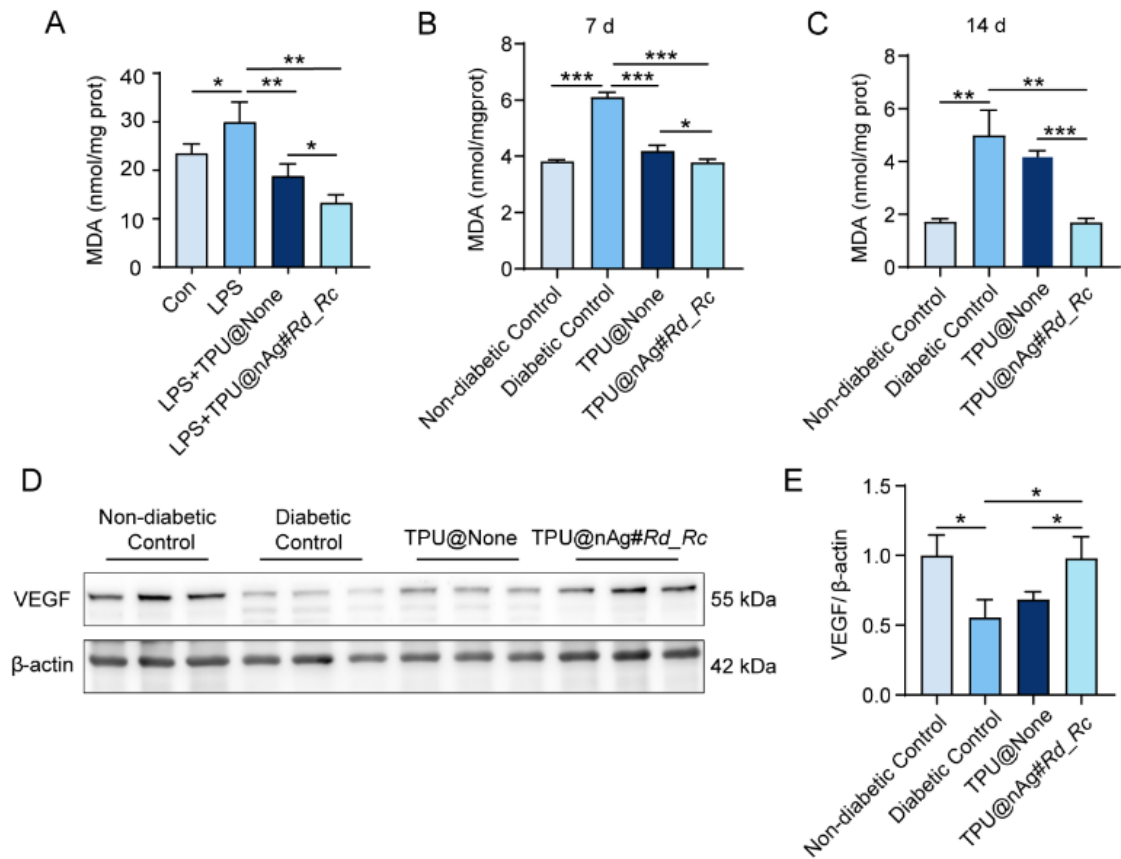 A
MDA (nmol/mg prot)
40
30
20
10
0
*
**
**
*
Con
LPS
LPS+TPU@None
LPS+TPU@nAg#Rd_Rc
B
7 d
MDA (nmol/mgprot)
8
6
4
2
0
***
***
***
*
Non-diabetic Control
Diabetic Control
TPU@None
TPU@nAg#Rd_Rc
C
14 d
MDA (nmol/mg prot)
8
6
4
2
0
**
**
***
Non-diabetic Control
Diabetic Control
TPU@None
TPU@nAg#Rd_Rc
D
Non-diabetic
Control
Diabetic
Control
TPU@None
TPU@nAg#Rd_Rc
VEGF
55 kDa
β-actin
42 kDa
E
VEGF/ β-actin
1.5
1.0
0.5
0.0
*
*
*
Non-diabetic Control
Diabetic Control
TPU@None
TPU@nAg#Rd_Rc